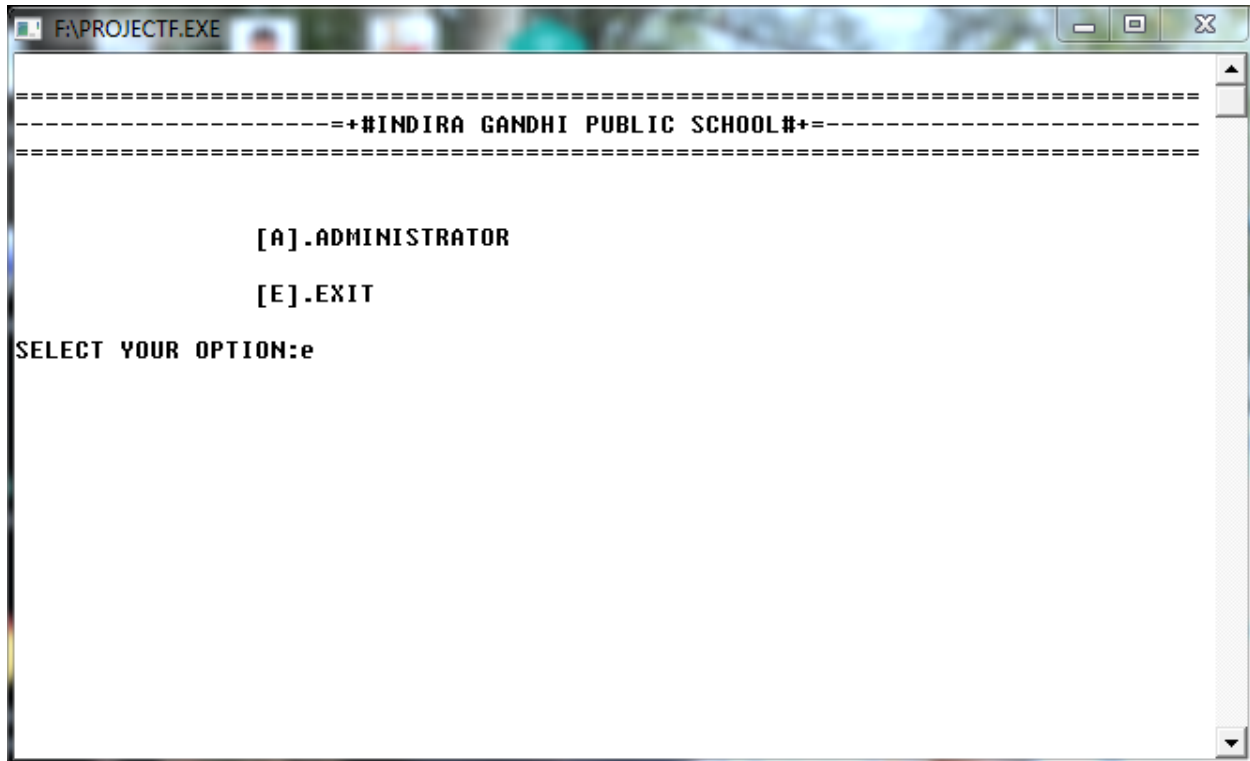 F:\PROJECTF.EXE
===============================================================================
---------------------=+#INDIRA GANDHI PUBLIC SCHOOL#+=-------------------------
===============================================================================
[A].ADMINISTRATOR
[E].EXIT
SELECT YOUR OPTION:e